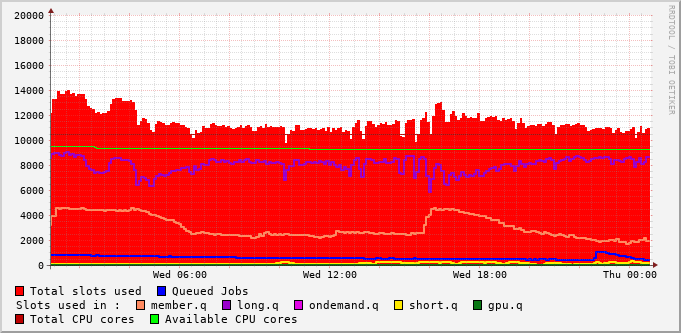 20000
18000
16000
14000
12000
10000
8000
6000
4000
2000
0
Wed 06:00 Wed 12:00 Wed 18:00 Thu 00:00
RRDTOOL / TOBI OETIKER
Total slots used Queued Jobs
Slots used in : member.q long.q ondemand.q short.q gpu.q
Total CPU cores Available CPU cores